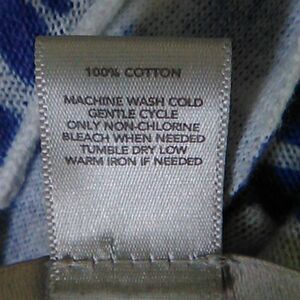 100% COTTON
MACHINE WASH COLD
GENTLE CYCLE
ONLY NON-CHLORINE
BLEACH WHEN NEEDED
TUMBLE DRY LOW
WARM IRON IF NEEDED